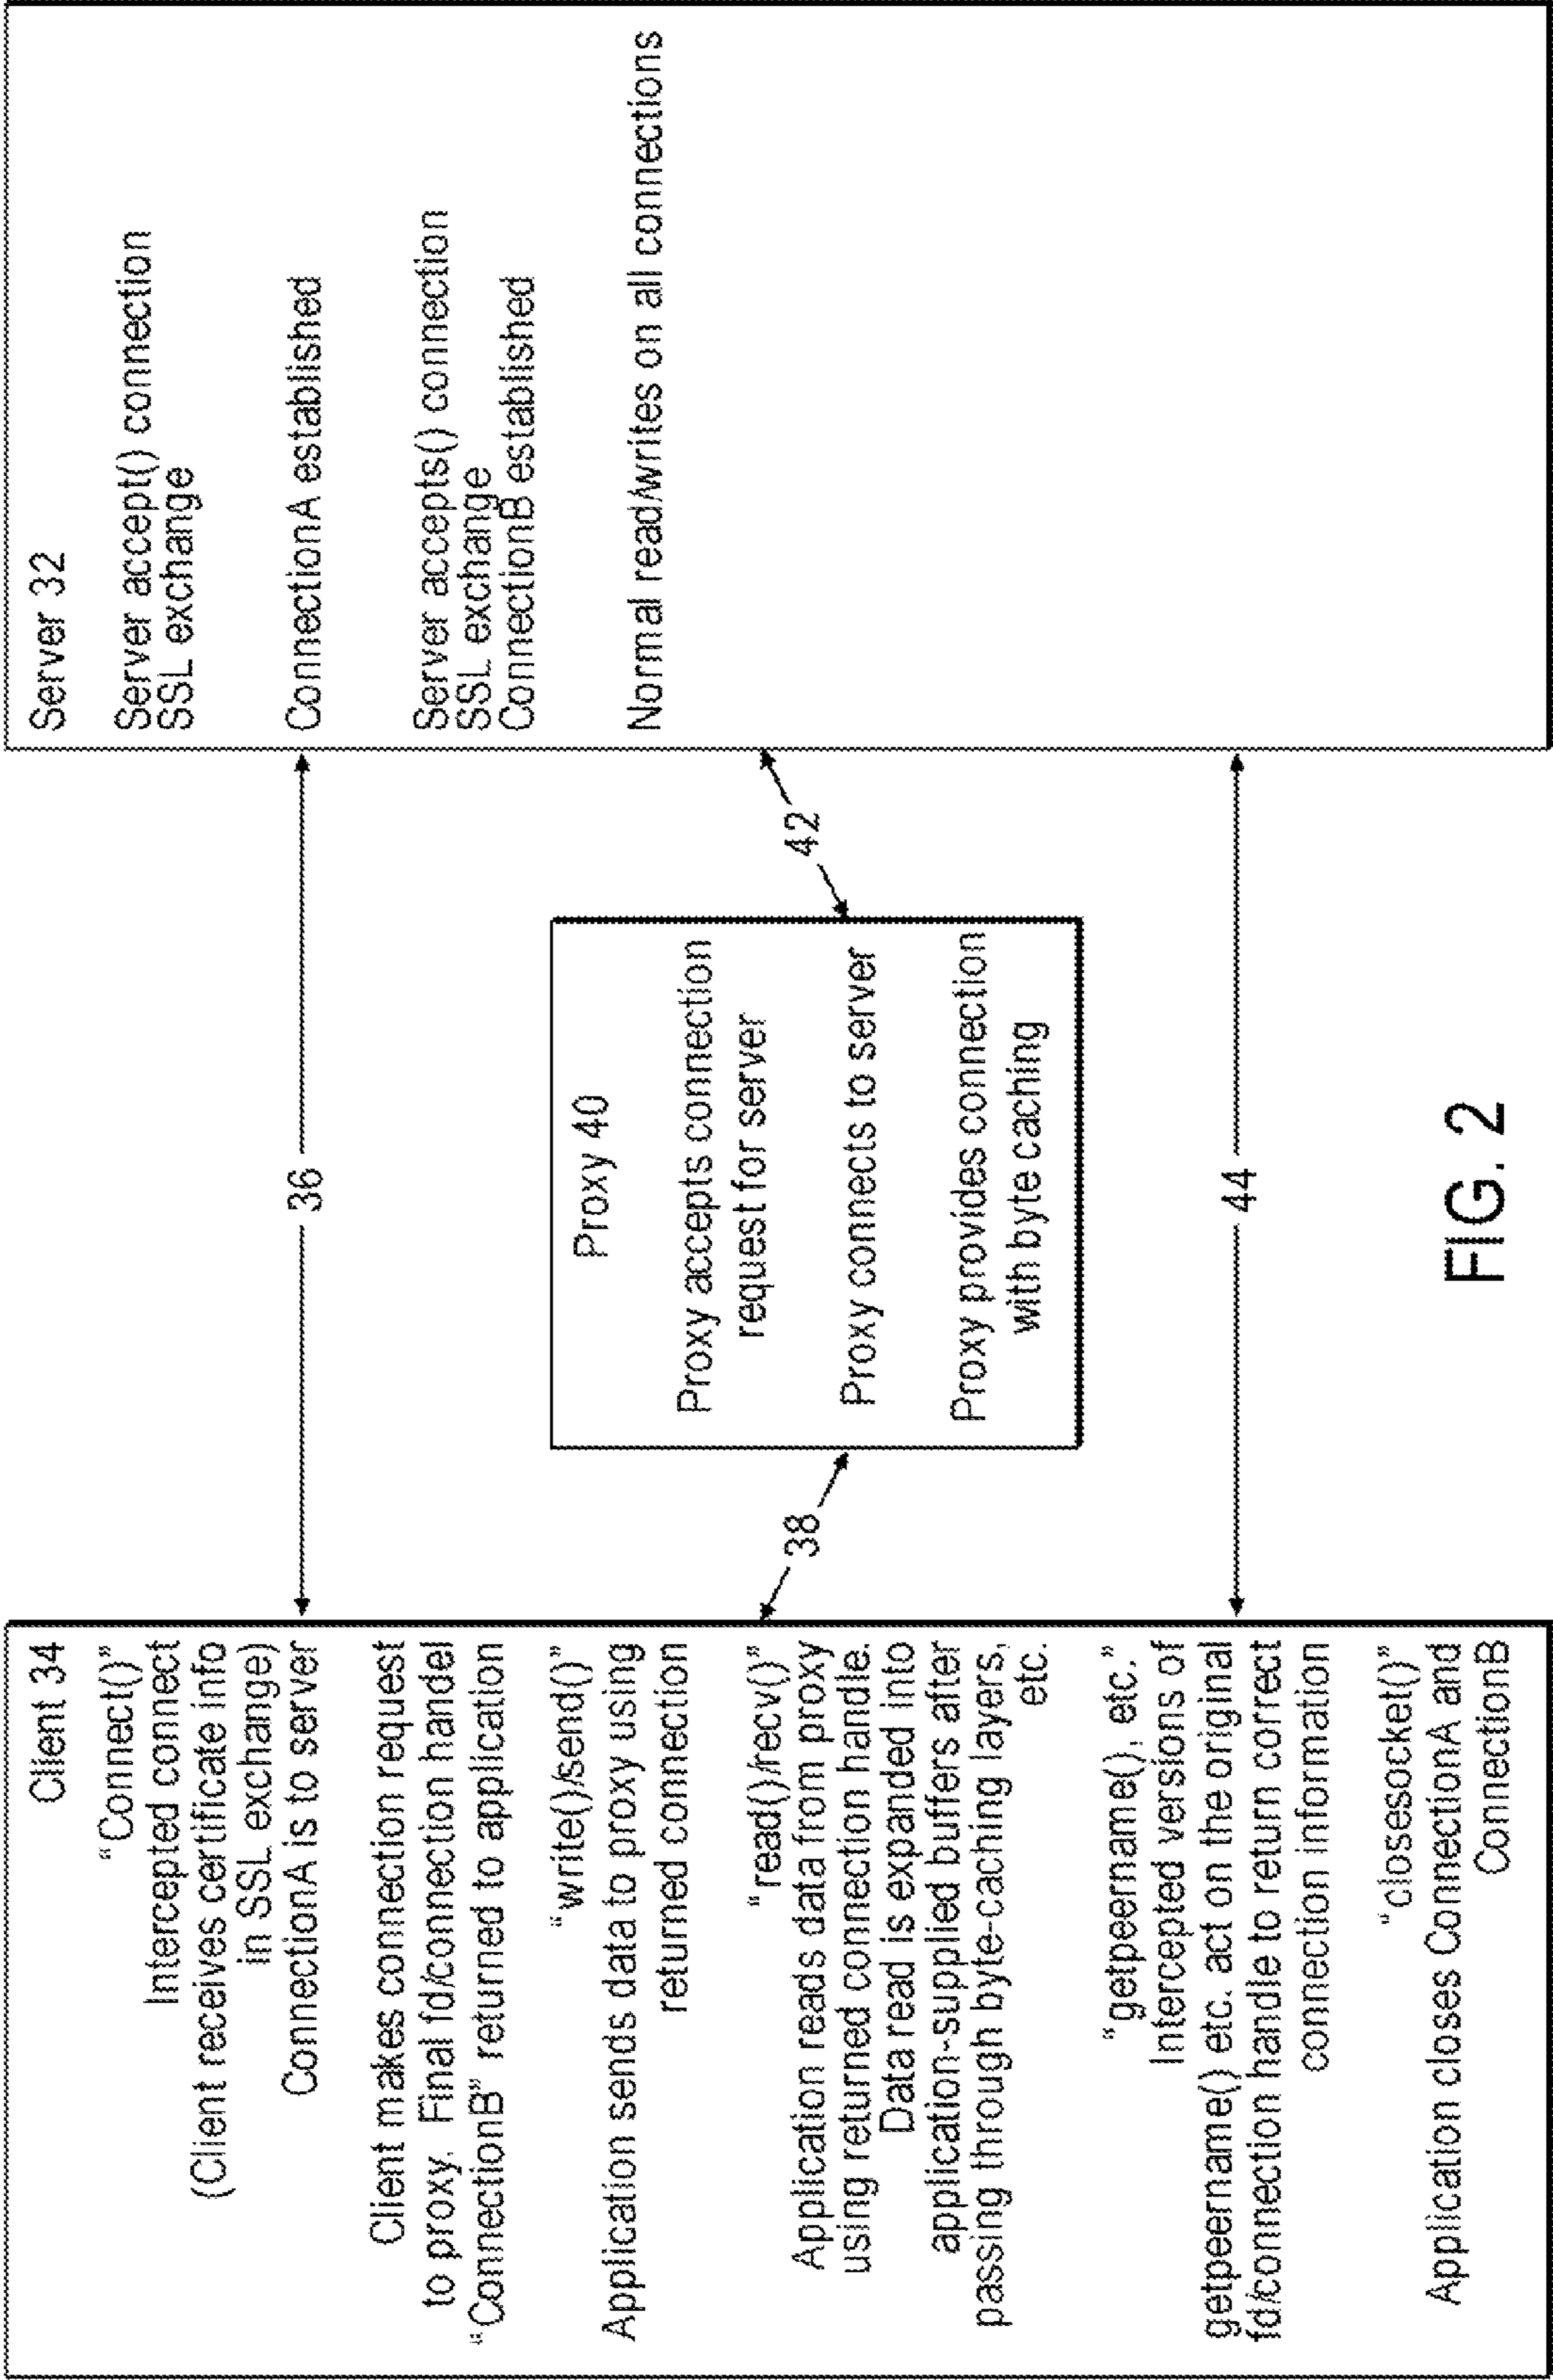 Client 34
“Connect()”
Intercepted connect
(Client receives certificate info
in SSL exchange)
ConnectionA is to server
Client makes connection request
to proxy. Final fd/connection handel
“ConnectionB” returned to application
“write()/send()”
Application sends data to proxy using
returned connection
“read()/recv()”
Application reads data from proxy
using returned connection handle.
Data read is expanded into
application-supplied buffers after
passing through byte-caching layers,
etc.
“getpeername(), etc.”
Intercepted versions of
getpeername() etc. act on the original
fd/connection handle to return correct
connection information
“closesocket()”
Application closes ConnectionA and
ConnectionB
36
38
Proxy 40
Proxy accepts connection
request for server
Proxy connects to server
Proxy provides connection
with byte caching
42
44
Server 32
Server accept() connection
SSL exchange
ConnectionA established
Server accepts() connection
SSL exchange
ConnectionB established
Normal read/writes on all connections
FIG. 2